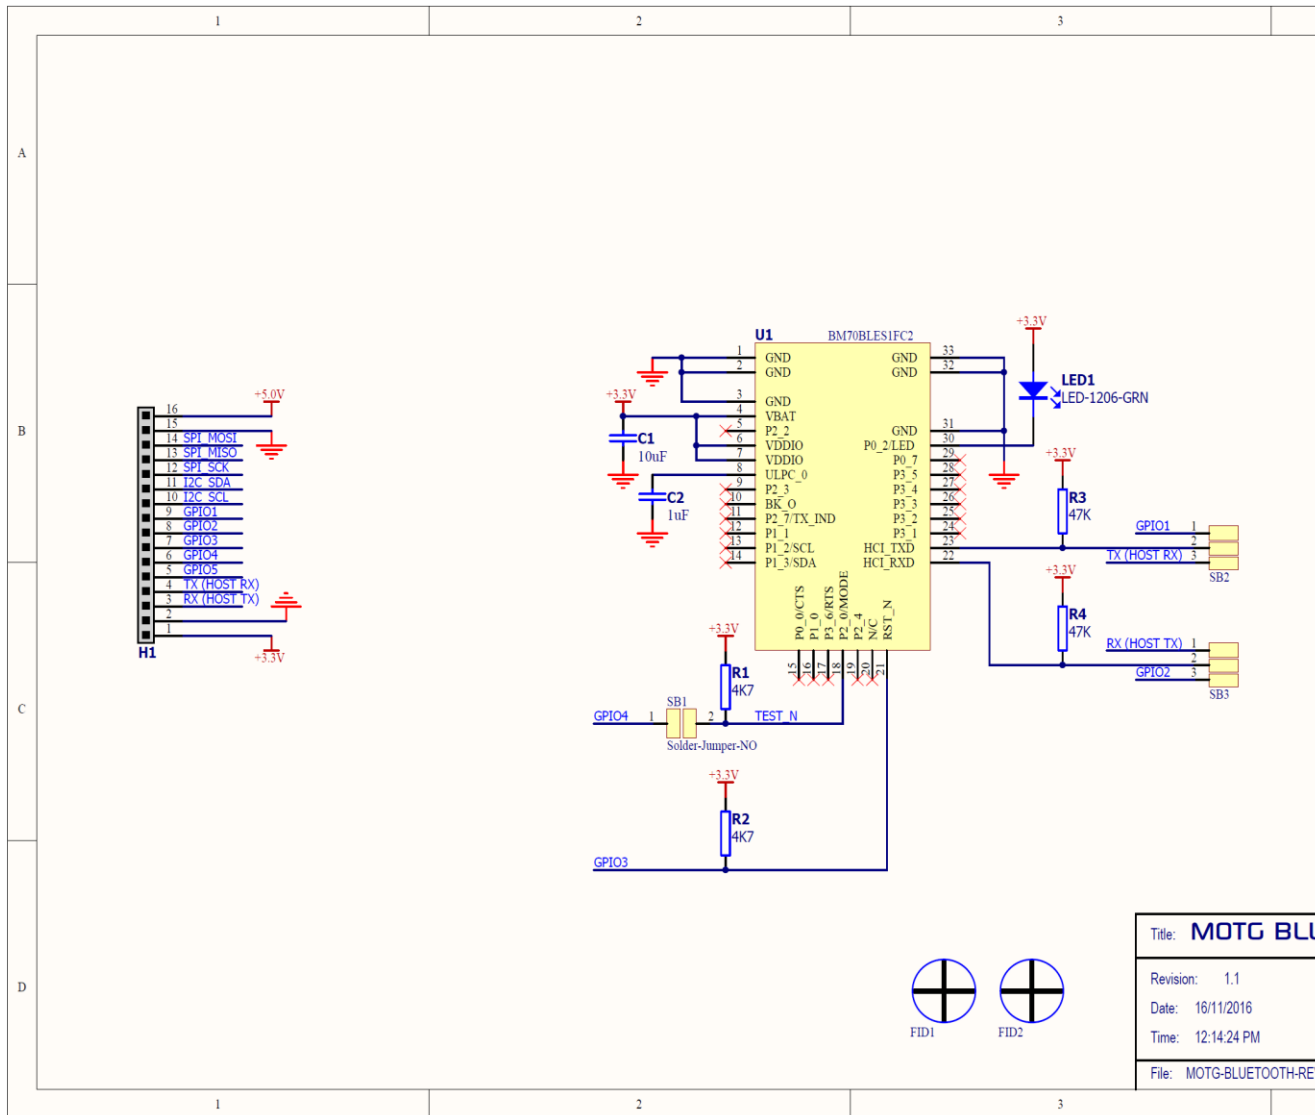 1 2 3
A
B
C
D
+5.0V
16
15
14 SPI_MOSI
13 SPI_MISO
12 SPI_SCK
11 I2C_SDA
10 I2C_SCL
9 GPIO1
8 GPIO2
7 GPIO3
6 GPIO4
5 GPIO5
4 TX (HOST RX)
3 RX (HOST TX)
2
1
+3.3V
H1
U1 BM70BLES1FC2
1 GND GND 33
2 GND GND 32
3 GND GND 31
4 VBAT P0_2/LED 30
5 P2_2 P0_7 29
6 VDDIO P3_5 28
7 VDDIO P3_4 27
8 ULPC_0 P3_3 26
9 P2_3 P3_2 25
10 BK_O P3_1 24
11 P2_7/TX_IND HCI_TXD 23
12 P1_1 HCI_RXD 22
13 P1_2/SCL
14 P1_3/SDA
15 P0_0/CTS
16 P1_0
17 P3_6/RTS
18 P2_0/MODE
19 P2_4
20 N/C
21 RST_N
+3.3V
C1
10uF
C2
1uF
+3.3V
LED1
LED-1206-GRN
+3.3V
R3
47K
GPIO1 1
2
TX (HOST RX) 3
SB2
+3.3V
R4
47K
RX (HOST TX) 1
2
GPIO2 3
SB3
+3.3V
R1
4K7
SB1
GPIO4 1 2 TEST_N
Solder-Jumper-NO
+3.3V
R2
4K7
GPIO3
FID1 FID2
Title: MOTG BLU
Revision: 1.1
Date: 16/11/2016
Time: 12:14:24 PM
File: MOTG-BLUETOOTH-RE
1 2 3